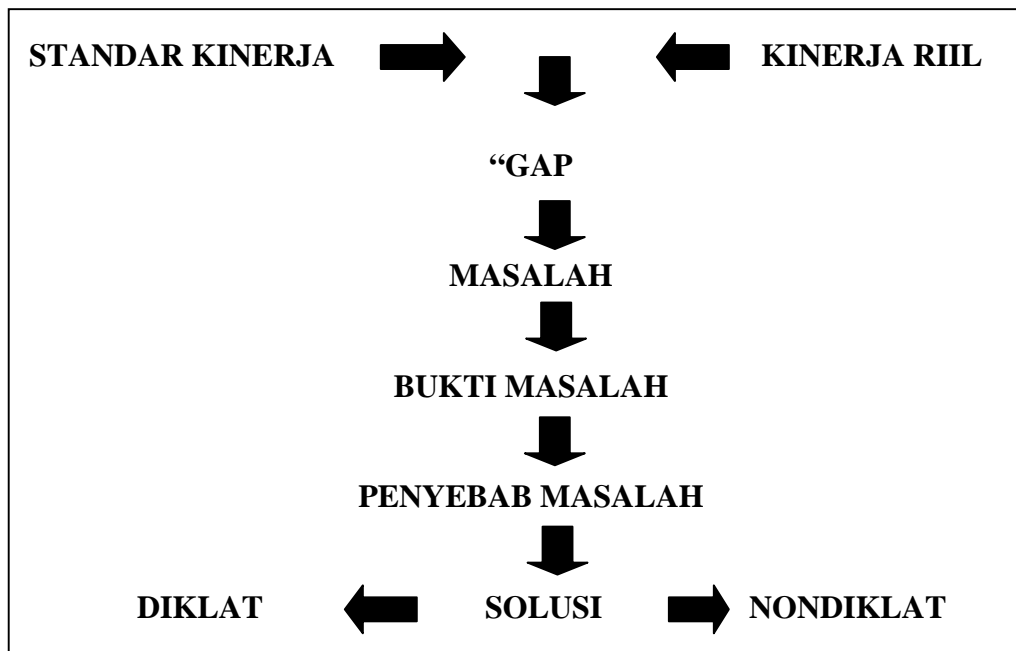 STANDAR KINERJA KINERJA RIIL
“GAP
MASALAH
BUKTI MASALAH
PENYEBAB MASALAH
DIKLAT SOLUSI NONDIKLAT